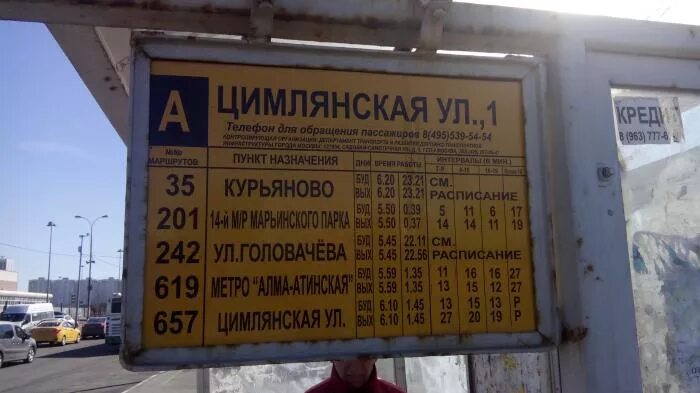 А ЦИМЛЯНСКАЯ УЛ., 1
Телефон для обращения пассажиров 8(495)539-54-54
№№ МАРШРУТОВ ПУНКТ НАЗНАЧЕНИЯ ДНИ ВРЕМЯ РАБОТЫ ИНТЕРВАЛЫ (В МИН.)
35 КУРЬЯНОВО БУД 6.20 23.21 СМ.
ВЫХ 6.20 23.21 РАСПИСАНИЕ
201 14-й М/Р МАРЬИНСКОГО ПАРКА БУД 5.50 0.39 5 11 6 17
ВЫХ 5.50 0.39 14 14 11 19
242 УЛ.ГОЛОВАЧЁВА БУД 5.45 22.11 СМ.
ВЫХ 5.45 22.56 РАСПИСАНИЕ
619 МЕТРО "АЛМА-АТИНСКАЯ" БУД 5.59 1.35 11 16 16 27
ВЫХ 5.59 1.35 13 15 12 27
657 ЦИМЛЯНСКАЯ УЛ. БУД 6.10 1.45 13 15 13 Р
ВЫХ 6.10 1.45 27 20 19 Р
КРЕДИ
8 (963) 777-6